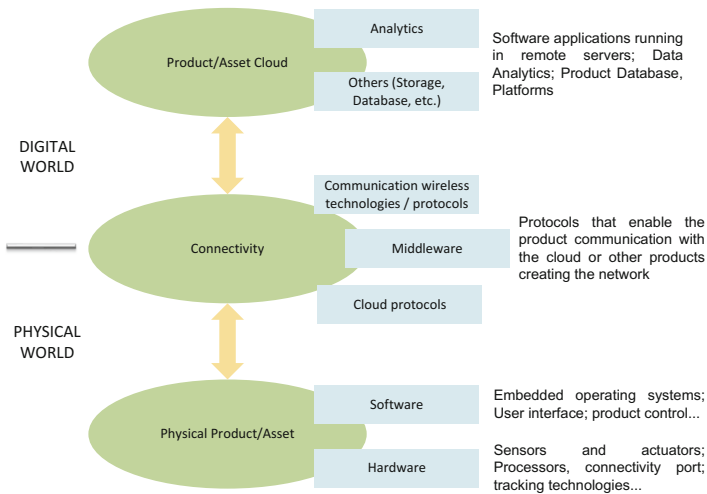 Analytics
Product/Asset Cloud
Others (Storage,
Database, etc.)
Software applications running
in remote servers; Data
Analytics; Product Database,
Platforms
DIGITAL
WORLD
Communication wireless
technologies / protocols
Connectivity
Middleware
Cloud protocols
Protocols that enable the
product communication with
the cloud or other products
creating the network
PHYSICAL
WORLD
Software
Physical Product/Asset
Hardware
Embedded operating systems;
User interface; product control...
Sensors and actuators;
Processors, connectivity port;
tracking technologies...